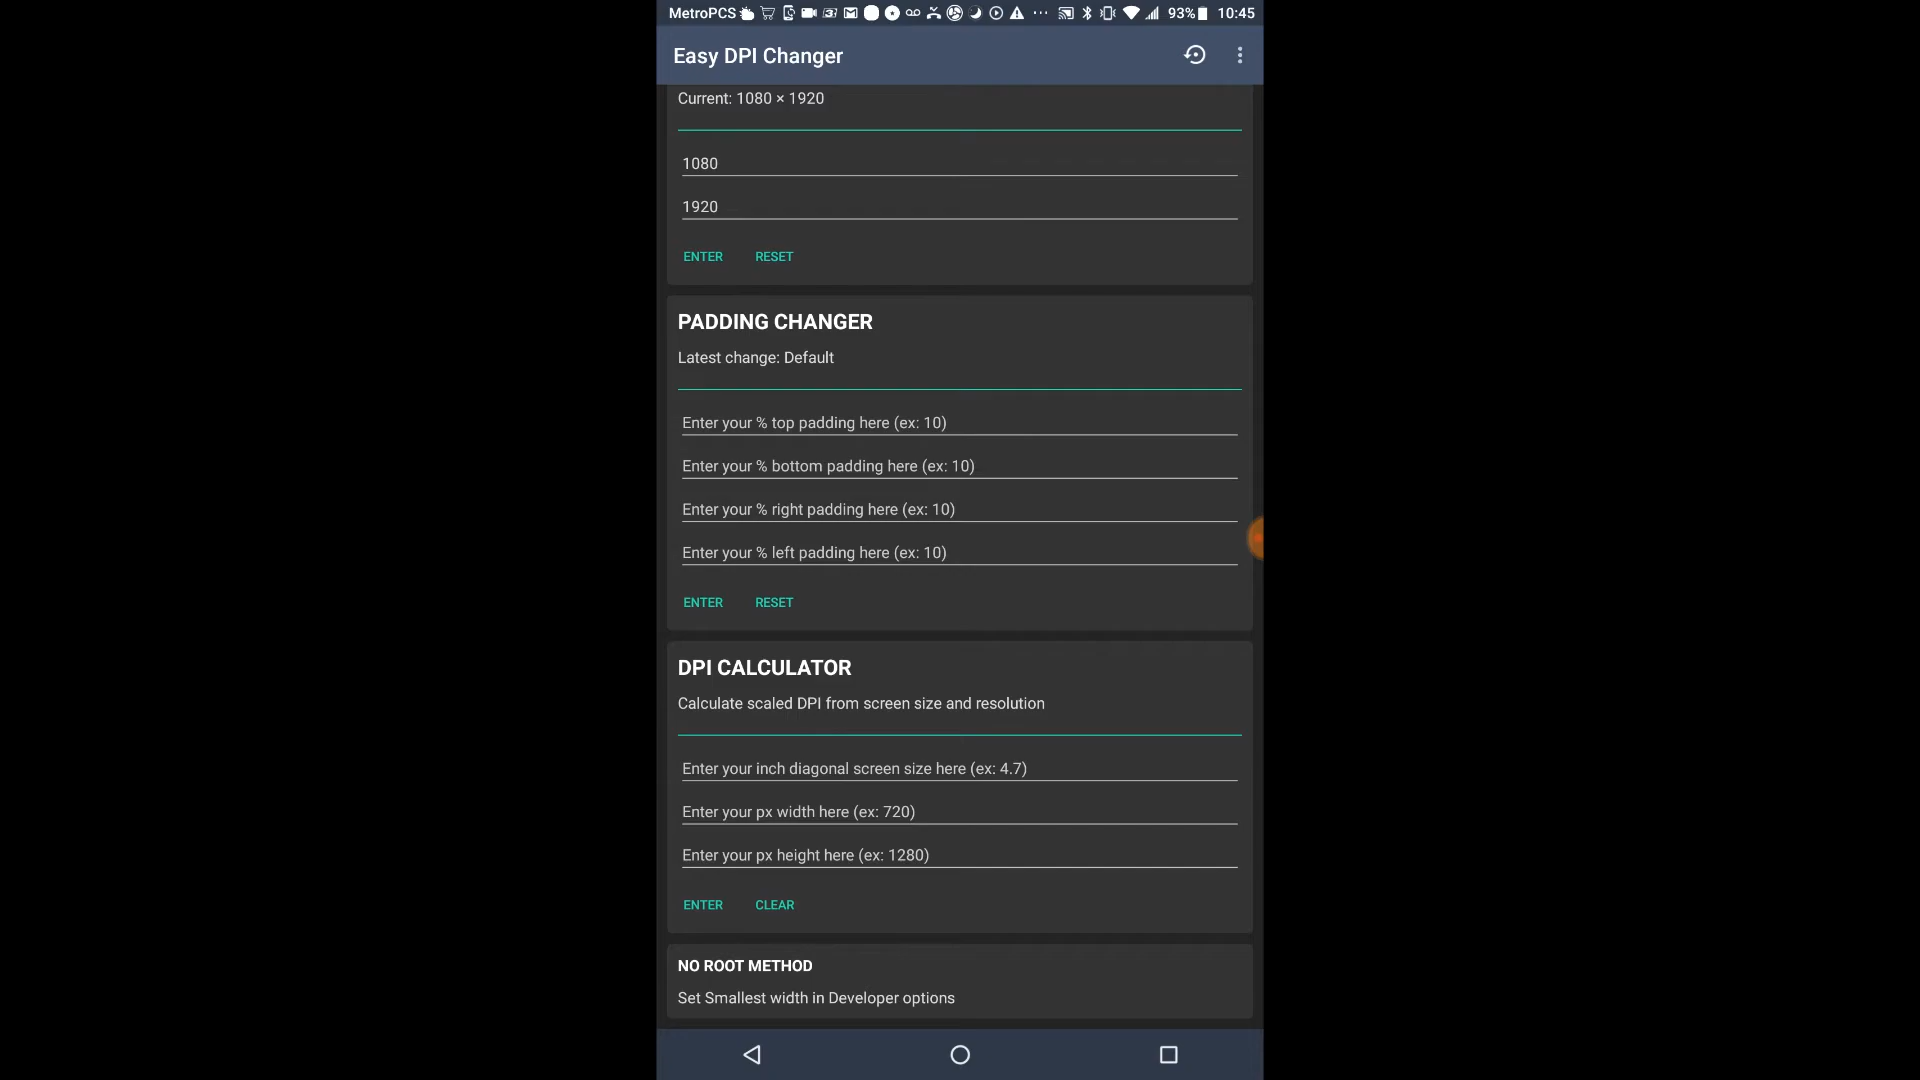 MetroPCS 93% 10:45
Easy DPI Changer
Current: 1080 × 1920
1080
1920
ENTER RESET
PADDING CHANGER
Latest change: Default
Enter your % top padding here (ex: 10)
Enter your % bottom padding here (ex: 10)
Enter your % right padding here (ex: 10)
Enter your % left padding here (ex: 10)
ENTER RESET
DPI CALCULATOR
Calculate scaled DPI from screen size and resolution
Enter your inch diagonal screen size here (ex: 4.7)
Enter your px width here (ex: 720)
Enter your px height here (ex: 1280)
ENTER CLEAR
NO ROOT METHOD
Set Smallest width in Developer options